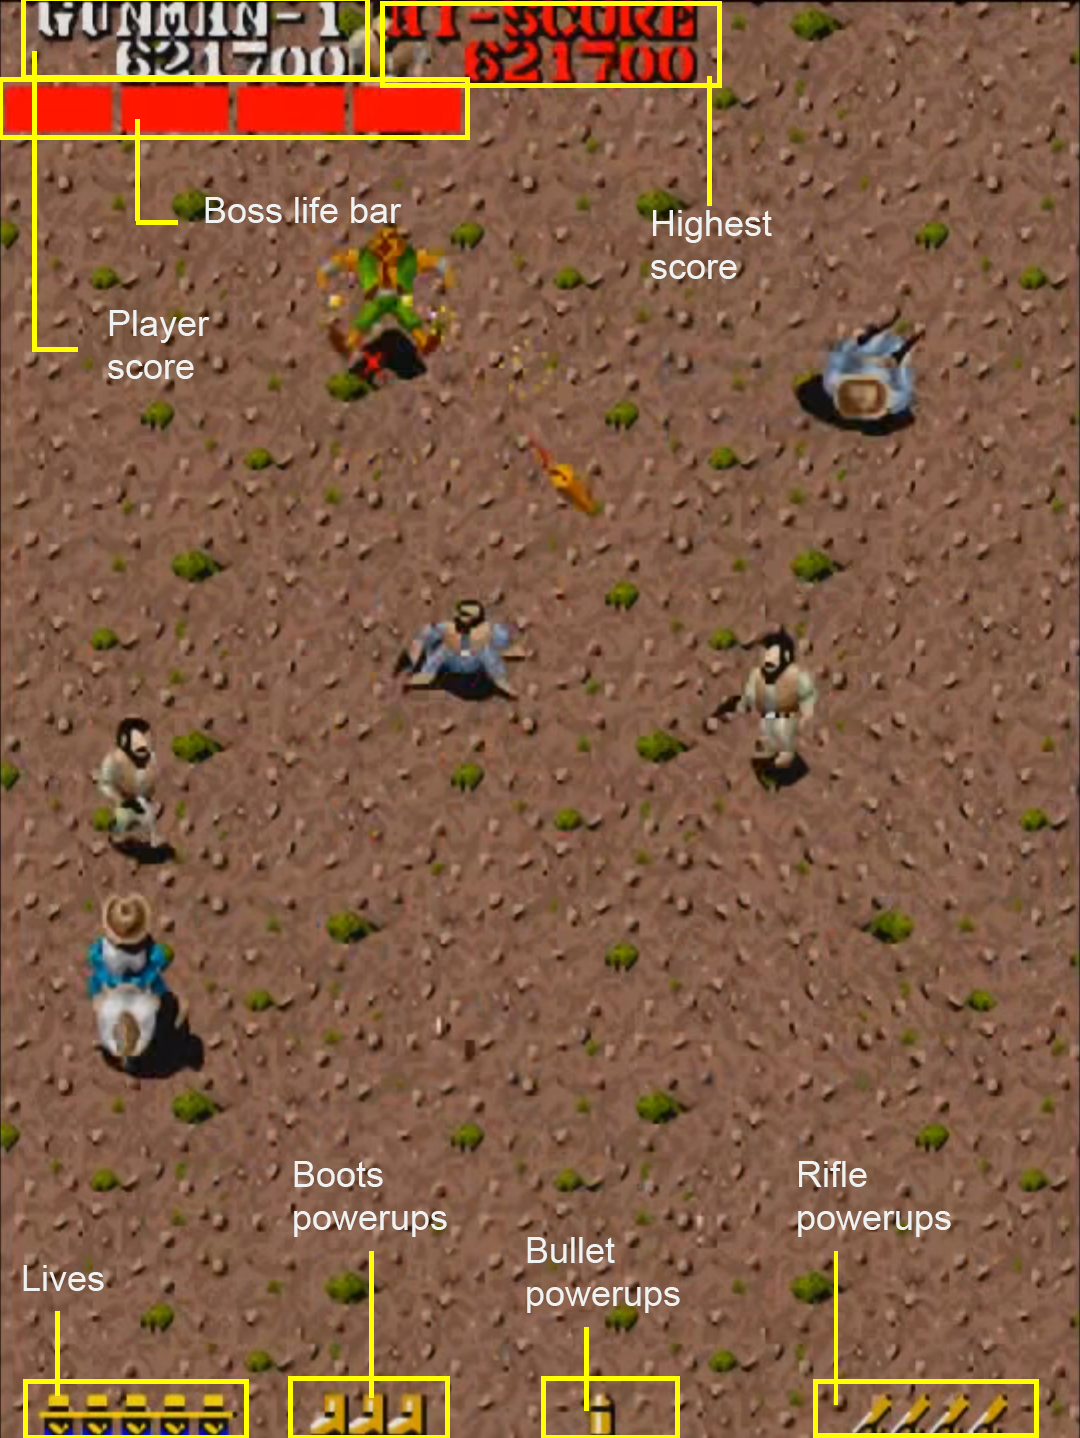 GUNMAN-1 HI-SCORE
621700 621700
Boss life bar
Highest
score
Player
score
Boots
powerups
Rifle
powerups
Bullet
powerups
Lives